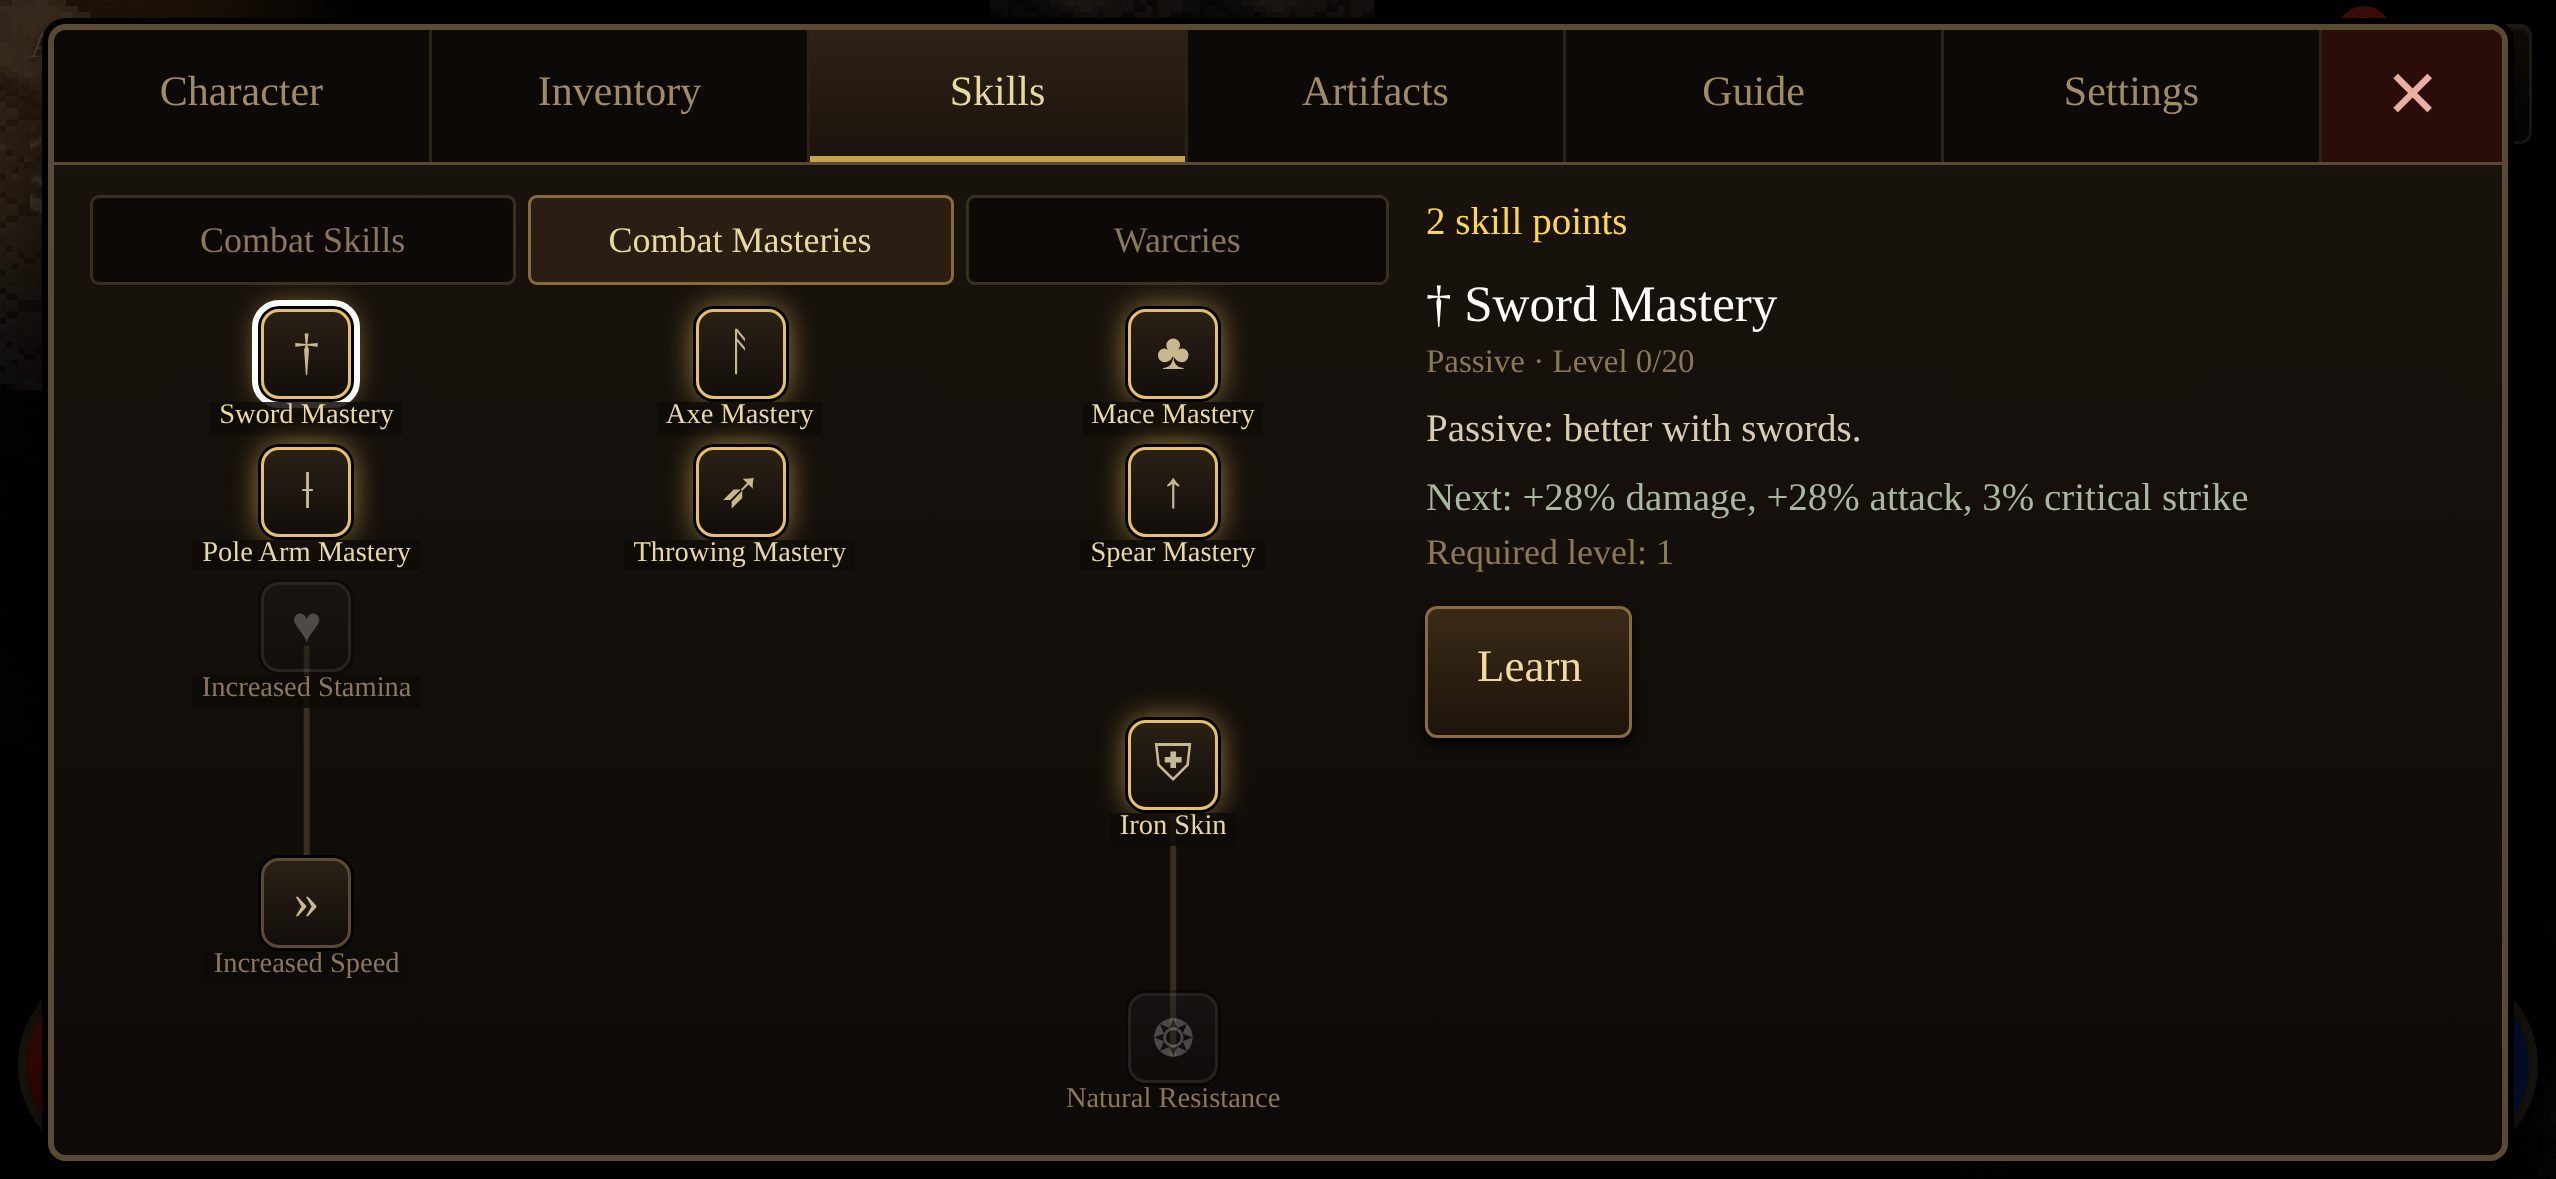 Character
Inventory
Skills
Artifacts
Guide
Settings
✕
Combat Skills
Combat Masteries
Warcries
Sword Mastery
Axe Mastery
Mace Mastery
Pole Arm Mastery
Throwing Mastery
Spear Mastery
Increased Stamina
Iron Skin
Increased Speed
Natural Resistance
2 skill points
† Sword Mastery
Passive · Level 0/20
Passive: better with swords.
Next: +28% damage, +28% attack, 3% critical strike
Required level: 1
Learn